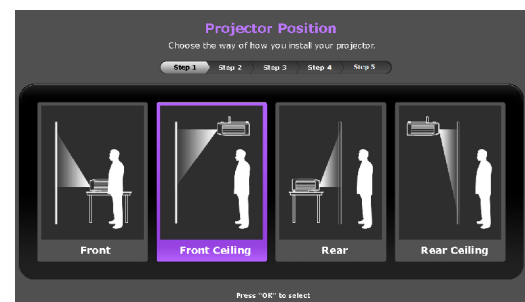 Projector Position
Choose the way of how you install your projector.
Step 1 Step 2 Step 3 Step 4 Step 5
Front Front Ceiling Rear Rear Ceiling
Press "OK" to select